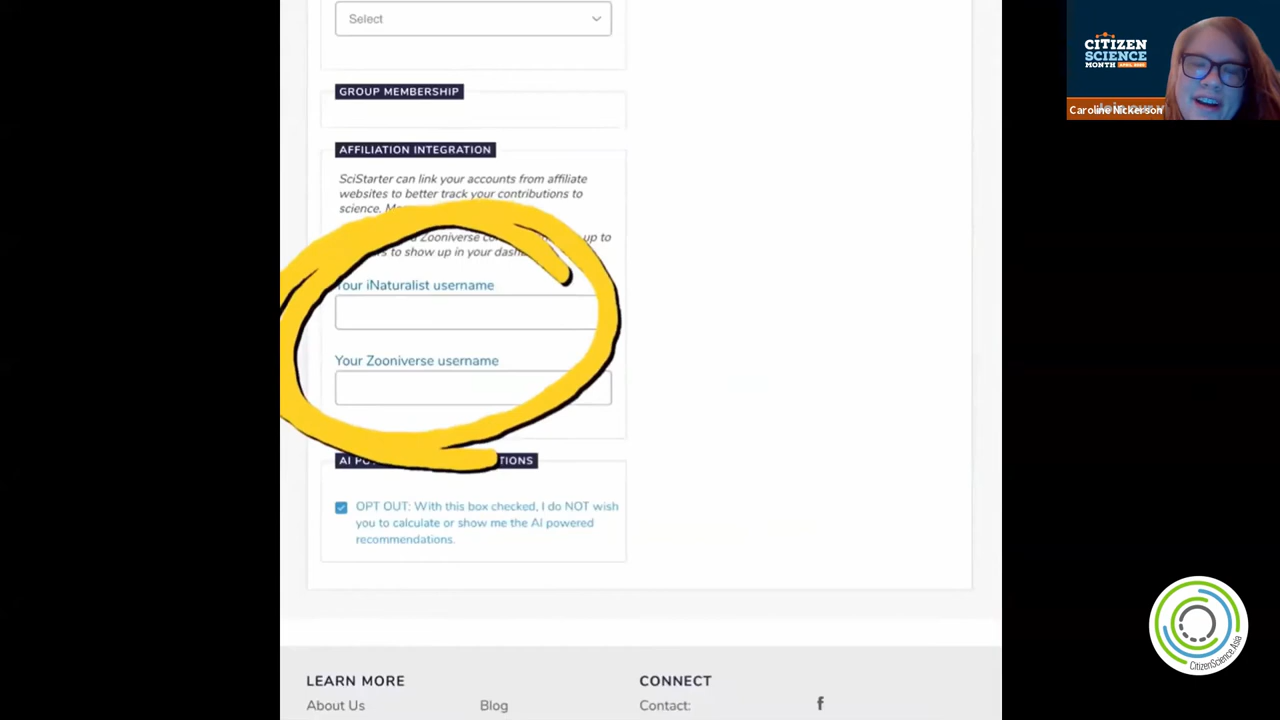 Select
GROUP MEMBERSHIP
AFFILIATION INTEGRATION
SciStarter can link your accounts from affiliate
websites to better track your contributions to
science.
Zooniverse up to
to show up in your
Your iNaturalist username
Your Zooniverse username
AI
OPT OUT: With this box checked, I do NOT wish
you to calculate or show me the AI powered
recommendations.
LEARN MORE
CONNECT
About Us
Blog
Contact:
f
CITIZEN
SCIENCE
MONTH
Caroline Nickerson
CitizenScience.Asia